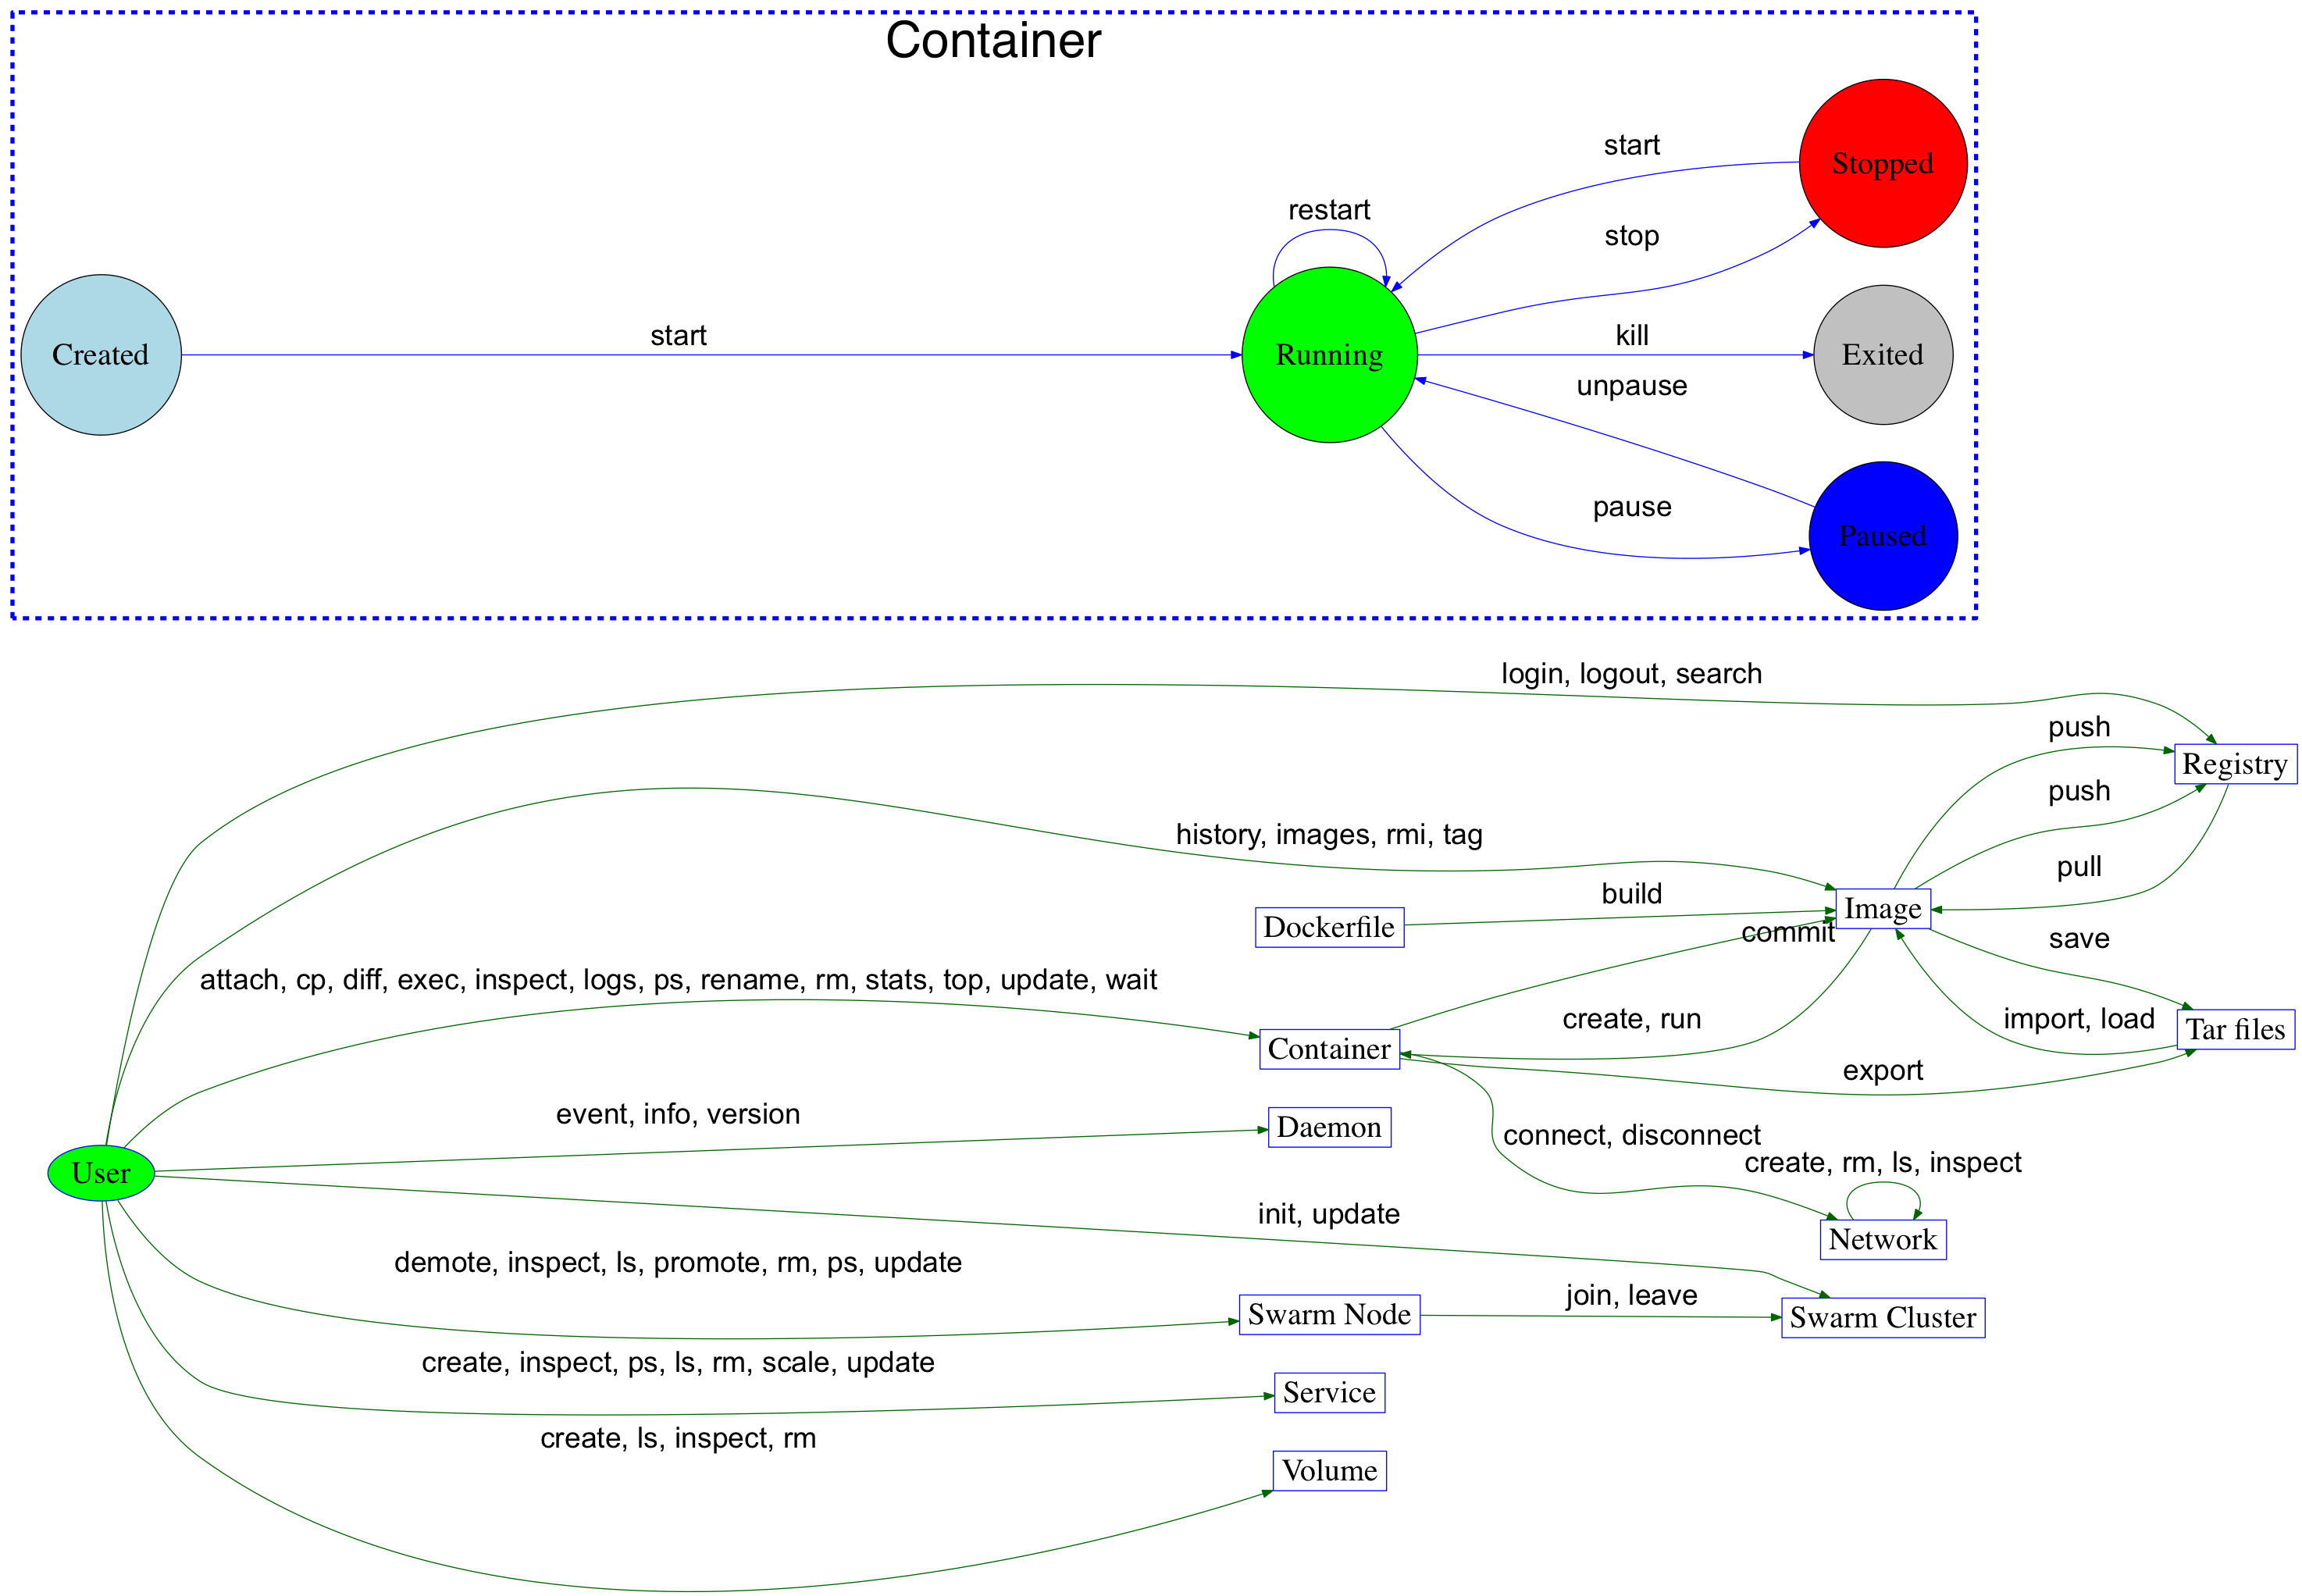 Container
start
Stopped
restart
stop
Created
start
Running
kill
Exited
unpause
pause
Paused
login, logout, search
push
Registry
push
history, images, rmi, tag
pull
build
Image
Dockerfile
commit
save
attach, cp, diff, exec, inspect, logs, ps, rename, rm, stats, top, update, wait
create, run
import, load
Tar files
Container
export
event, info, version
Daemon
connect, disconnect
create, rm, ls, inspect
User
init, update
Network
demote, inspect, ls, promote, rm, ps, update
join, leave
Swarm Node
Swarm Cluster
create, inspect, ps, ls, rm, scale, update
Service
create, ls, inspect, rm
Volume